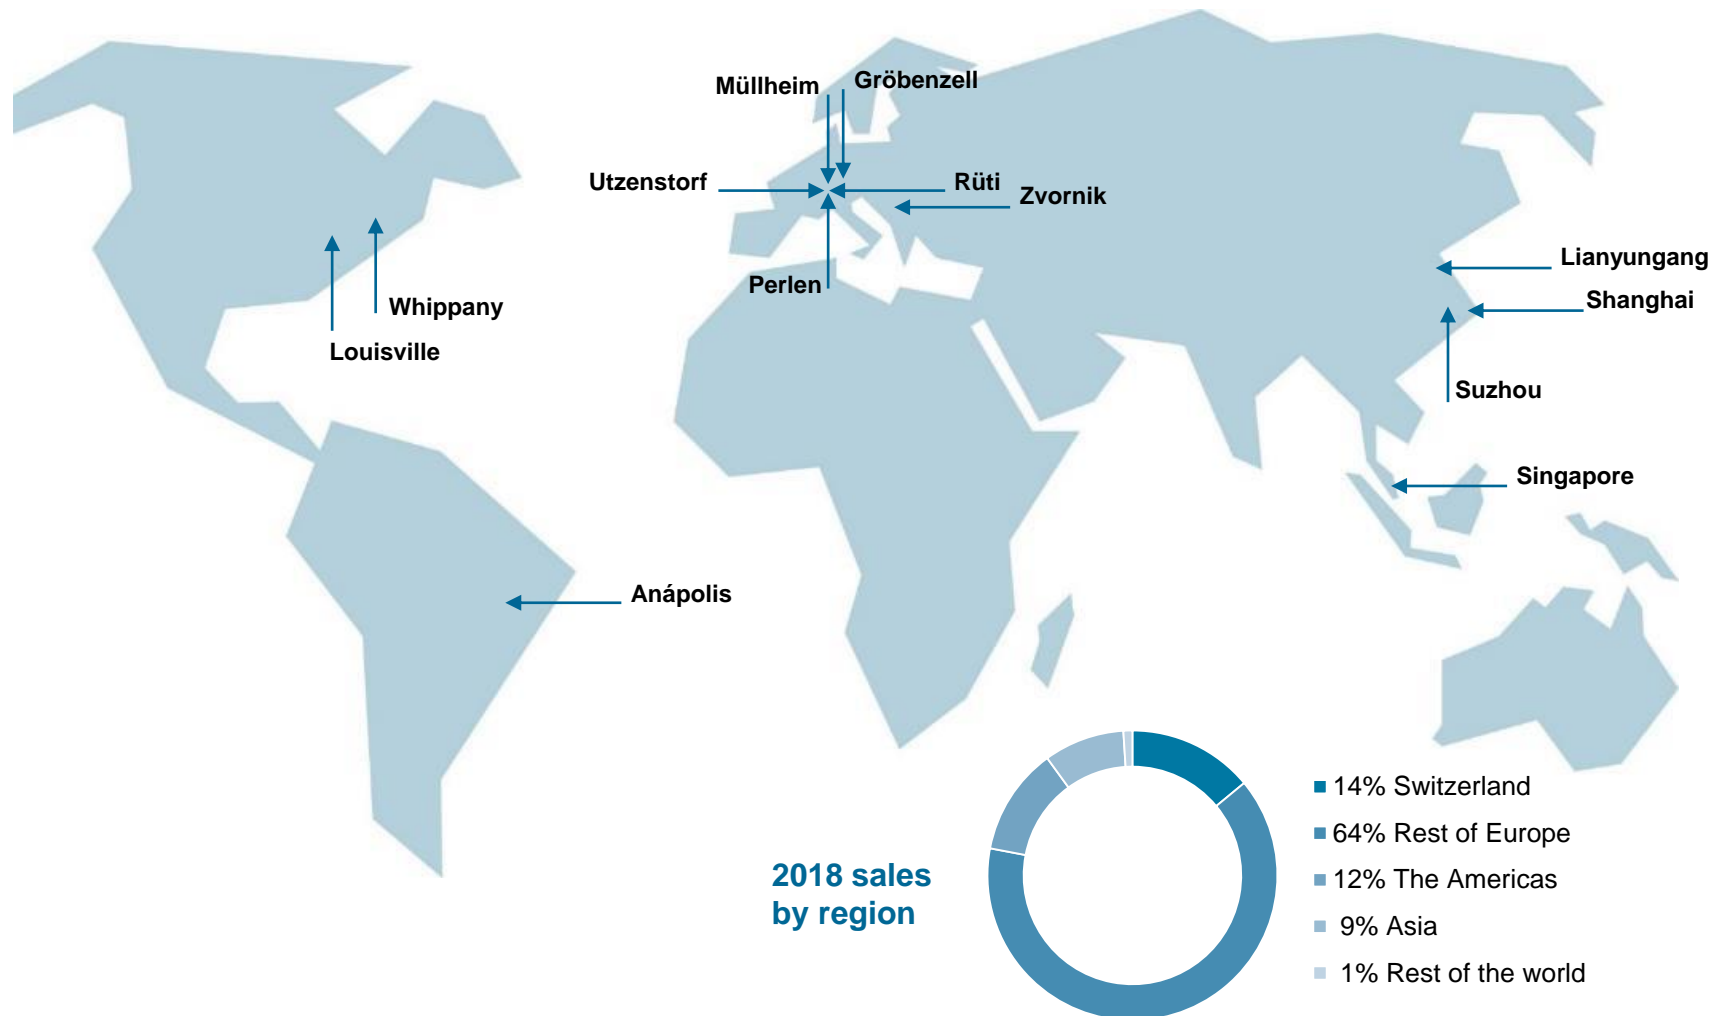 Müllheim
Gröbenzell
Utzenstorf
Rüti
Zvornik
Perlen
Whippany
Louisville
Lianyungang
Shanghai
Suzhou
Singapore
Anápolis
2018 sales
by region
14% Switzerland
64% Rest of Europe
12% The Americas
9% Asia
1% Rest of the world